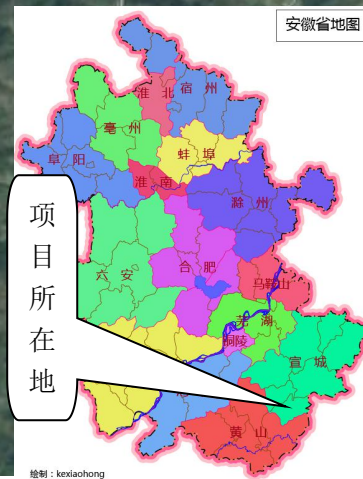 安徽省地图
淮北
宿州
亳州
阜阳
蚌埠
淮南
滁州
项目所在地
六安
合肥
马鞍山
芜湖
铜陵
宣城
黄山
绘制：kexiaohong